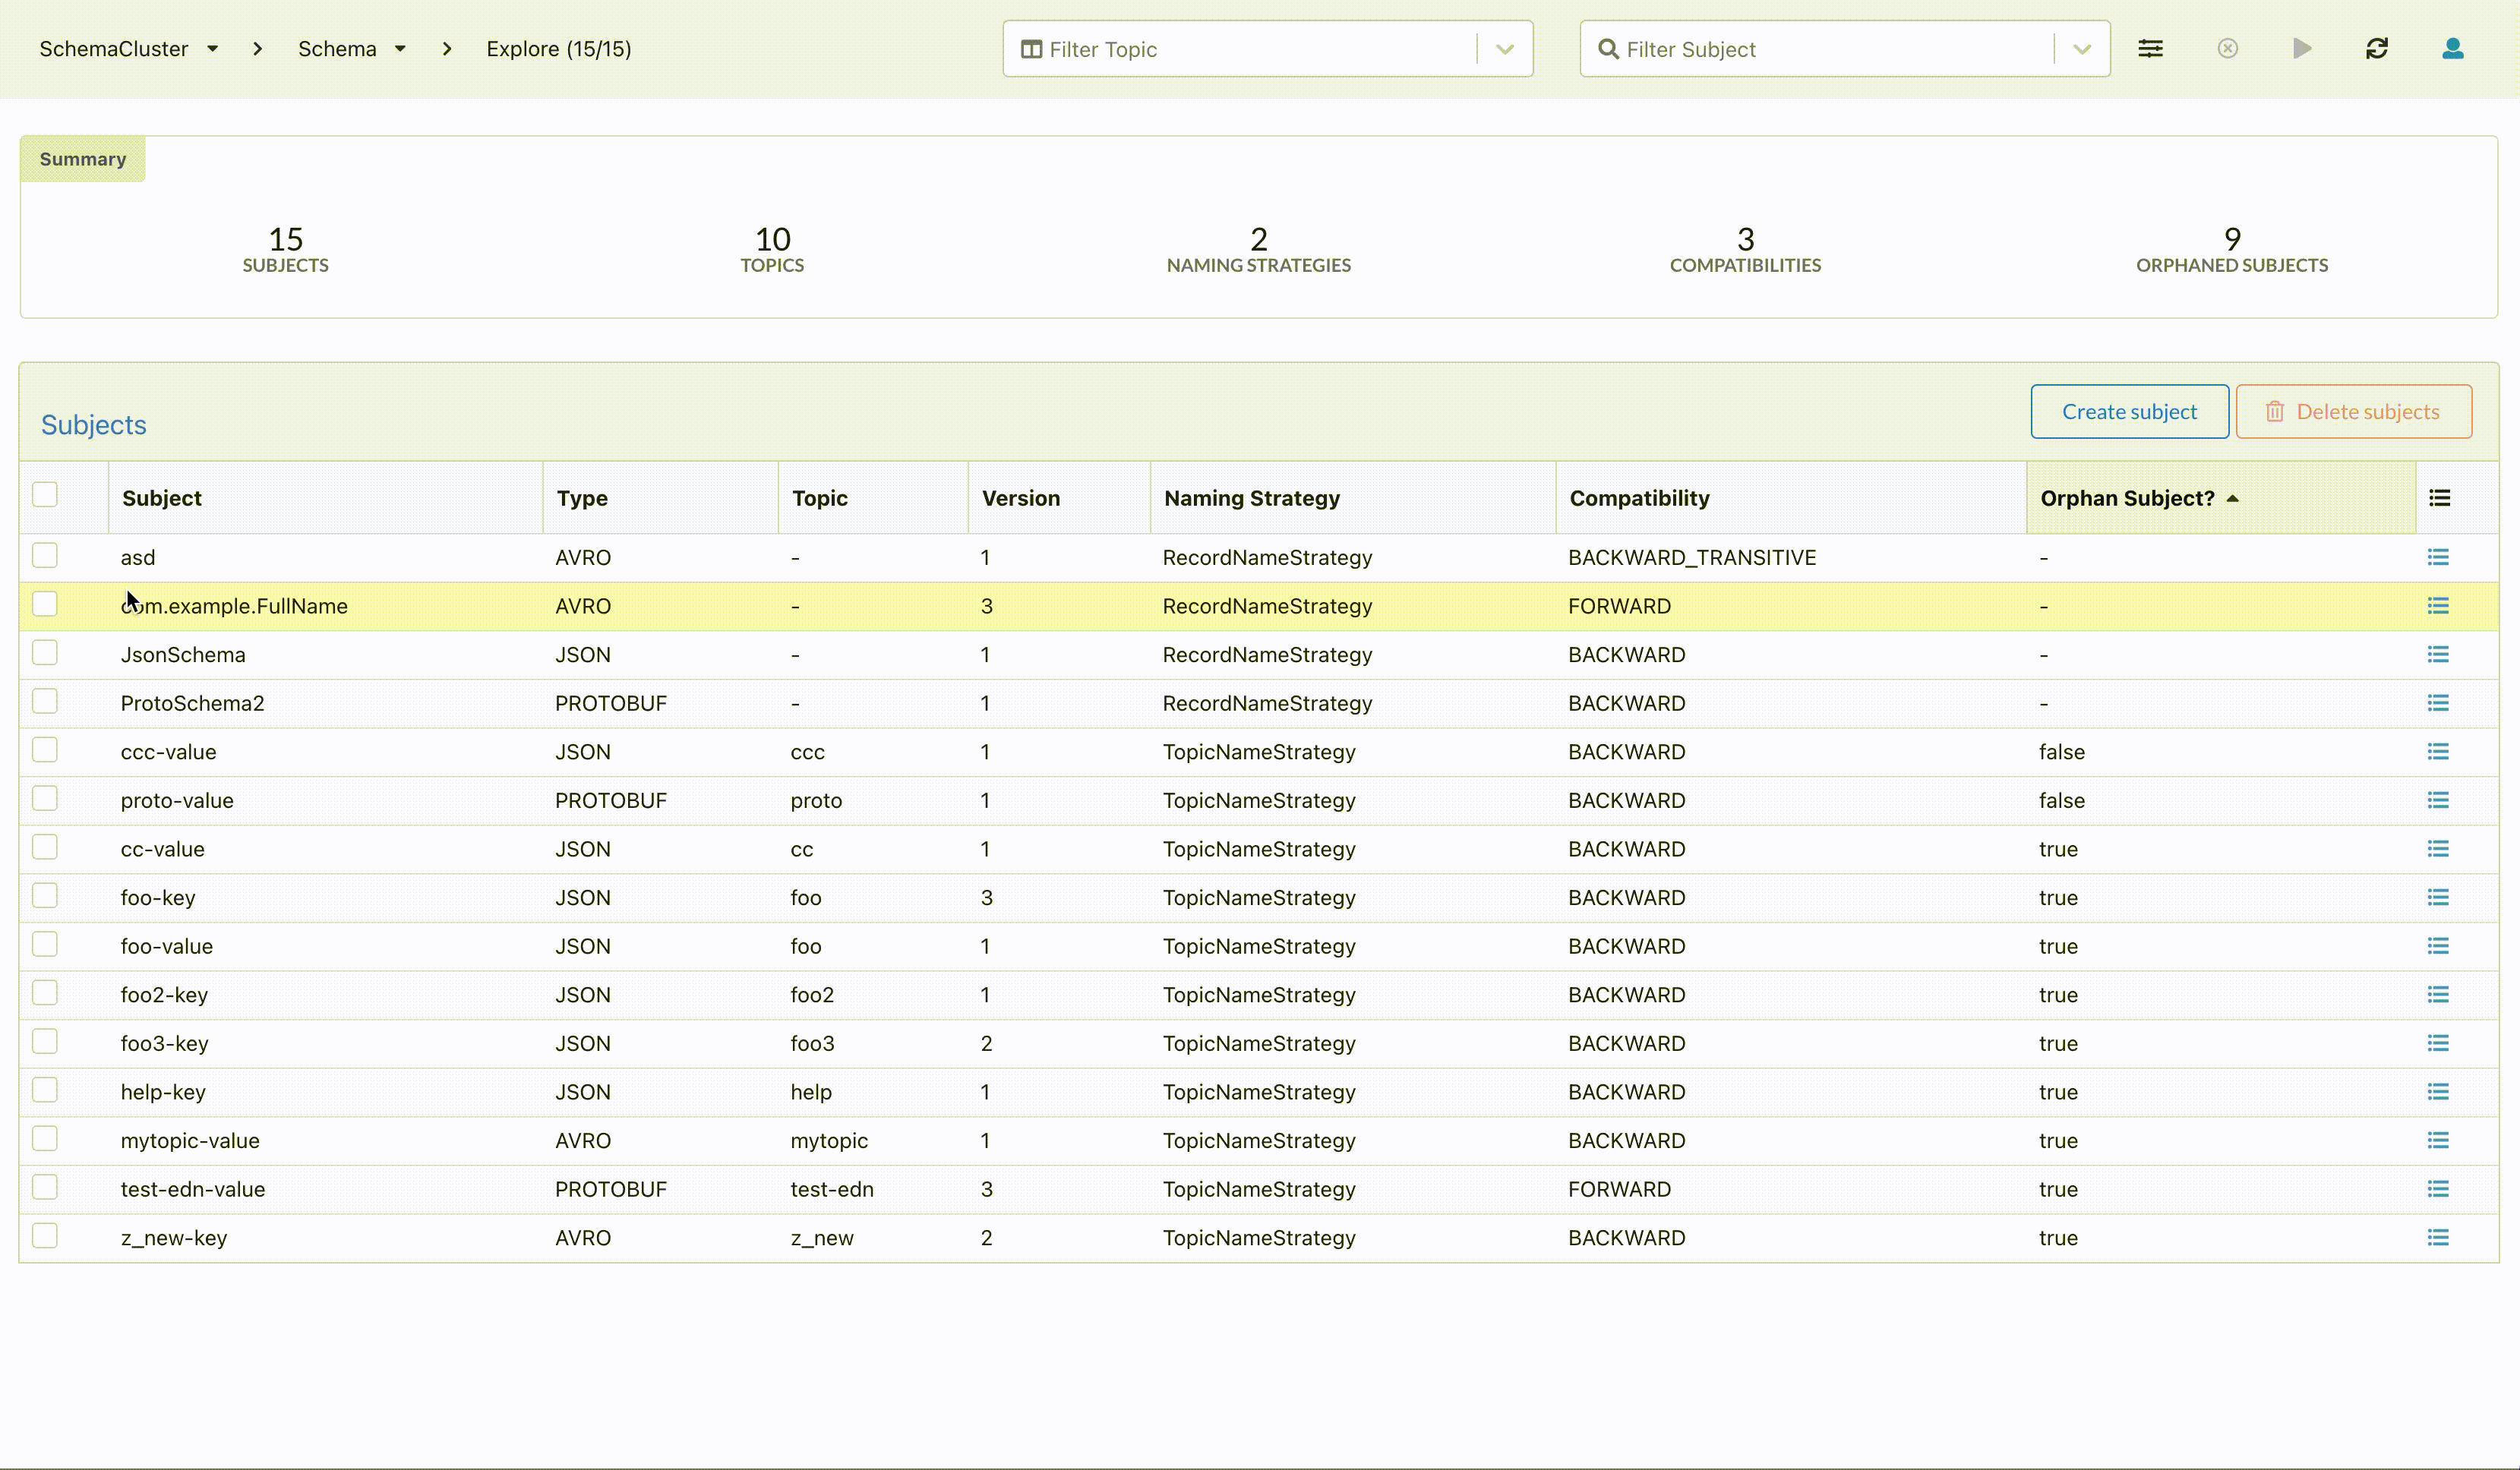 SchemaCluster Schema Explore (15/15) Filter Topic Filter Subject
Summary
15 10 2 3 9
SUBJECTS TOPICS NAMING STRATEGIES COMPATIBILITIES ORPHANED SUBJECTS
Subjects Create subject Delete subjects
Subject Type Topic Version Naming Strategy Compatibility Orphan Subject?
asd AVRO - 1 RecordNameStrategy BACKWARD_TRANSITIVE -
com.example.FullName AVRO - 3 RecordNameStrategy FORWARD -
JsonSchema JSON - 1 RecordNameStrategy BACKWARD -
ProtoSchema2 PROTOBUF - 1 RecordNameStrategy BACKWARD -
ccc-value JSON ccc 1 TopicNameStrategy BACKWARD false
proto-value PROTOBUF proto 1 TopicNameStrategy BACKWARD false
cc-value JSON cc 1 TopicNameStrategy BACKWARD true
foo-key JSON foo 3 TopicNameStrategy BACKWARD true
foo-value JSON foo 1 TopicNameStrategy BACKWARD true
foo2-key JSON foo2 1 TopicNameStrategy BACKWARD true
foo3-key JSON foo3 2 TopicNameStrategy BACKWARD true
help-key JSON help 1 TopicNameStrategy BACKWARD true
mytopic-value AVRO mytopic 1 TopicNameStrategy BACKWARD true
test-edn-value PROTOBUF test-edn 3 TopicNameStrategy FORWARD true
z_new-key AVRO z_new 2 TopicNameStrategy BACKWARD true